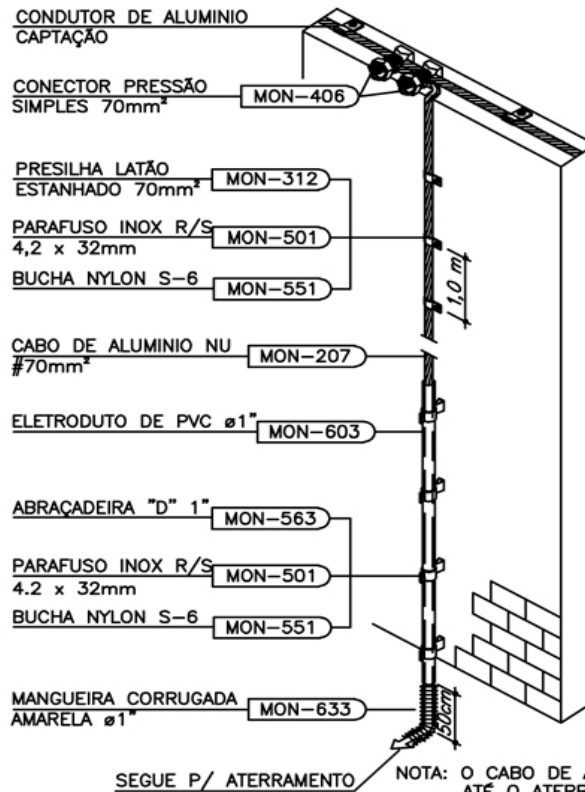 CONDUTOR DE ALUMINIO
CAPTAÇÃO
CONECTOR PRESSÃO
SIMPLES 70mm²
MON-406
PRESILHA LATÃO
ESTANHADO 70mm²
MON-312
PARAFUSO INOX R/S
4,2 x 32mm
MON-501
BUCHA NYLON S-6
MON-551
1,0 m
CABO DE ALUMINIO NU
#70mm²
MON-207
ELETRODUTO DE PVC ø1"
MON-603
ABRAÇADEIRA "D" 1"
MON-563
PARAFUSO INOX R/S
4.2 x 32mm
MON-501
BUCHA NYLON S-6
MON-551
MANGUEIRA CORRUGADA
AMARELA ø1"
MON-633
50cm
SEGUE P/ ATERRAMENTO
NOTA: O CABO DE
ATÉ O